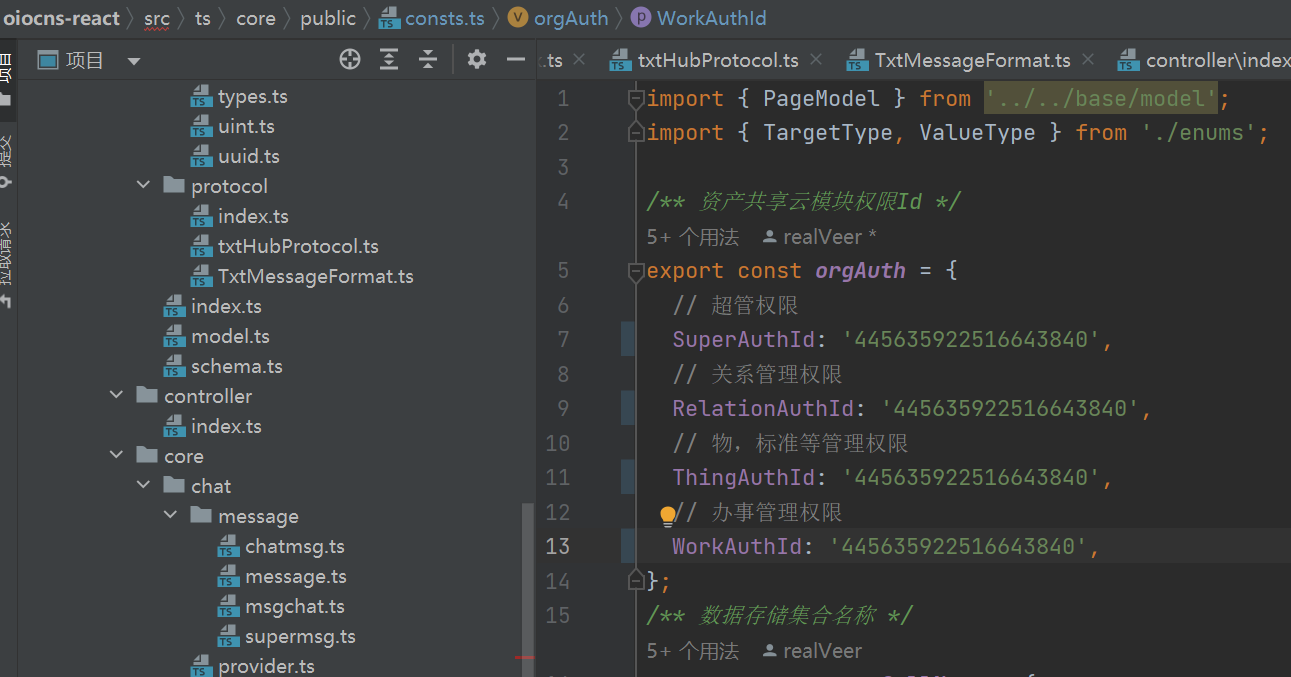 oiocns-react src ts core public consts.ts orgAuth WorkAuthId
项目
.ts txtHubProtocol.ts TxtMessageFormat.ts controller\index
项目
提交
拉取请求
types.ts
uint.ts
uuid.ts
protocol
index.ts
txtHubProtocol.ts
TxtMessageFormat.ts
index.ts
model.ts
schema.ts
controller
index.ts
core
chat
message
chatmsg.ts
message.ts
msgchat.ts
supermsg.ts
provider.ts
1 import { PageModel } from '../../base/model';
2 import { TargetType, ValueType } from './enums';
3
4 /** 资产共享云模块权限Id */
5+ 个用法 realVeer *
5 export const orgAuth = {
6 // 超管权限
7 SuperAuthId: '445635922516643840',
8 // 关系管理权限
9 RelationAuthId: '445635922516643840',
10 // 物，标准等管理权限
11 ThingAuthId: '445635922516643840',
12 // 办事管理权限
13 WorkAuthId: '445635922516643840',
14 };
15 /** 数据存储集合名称 */
5+ 个用法 realVeer